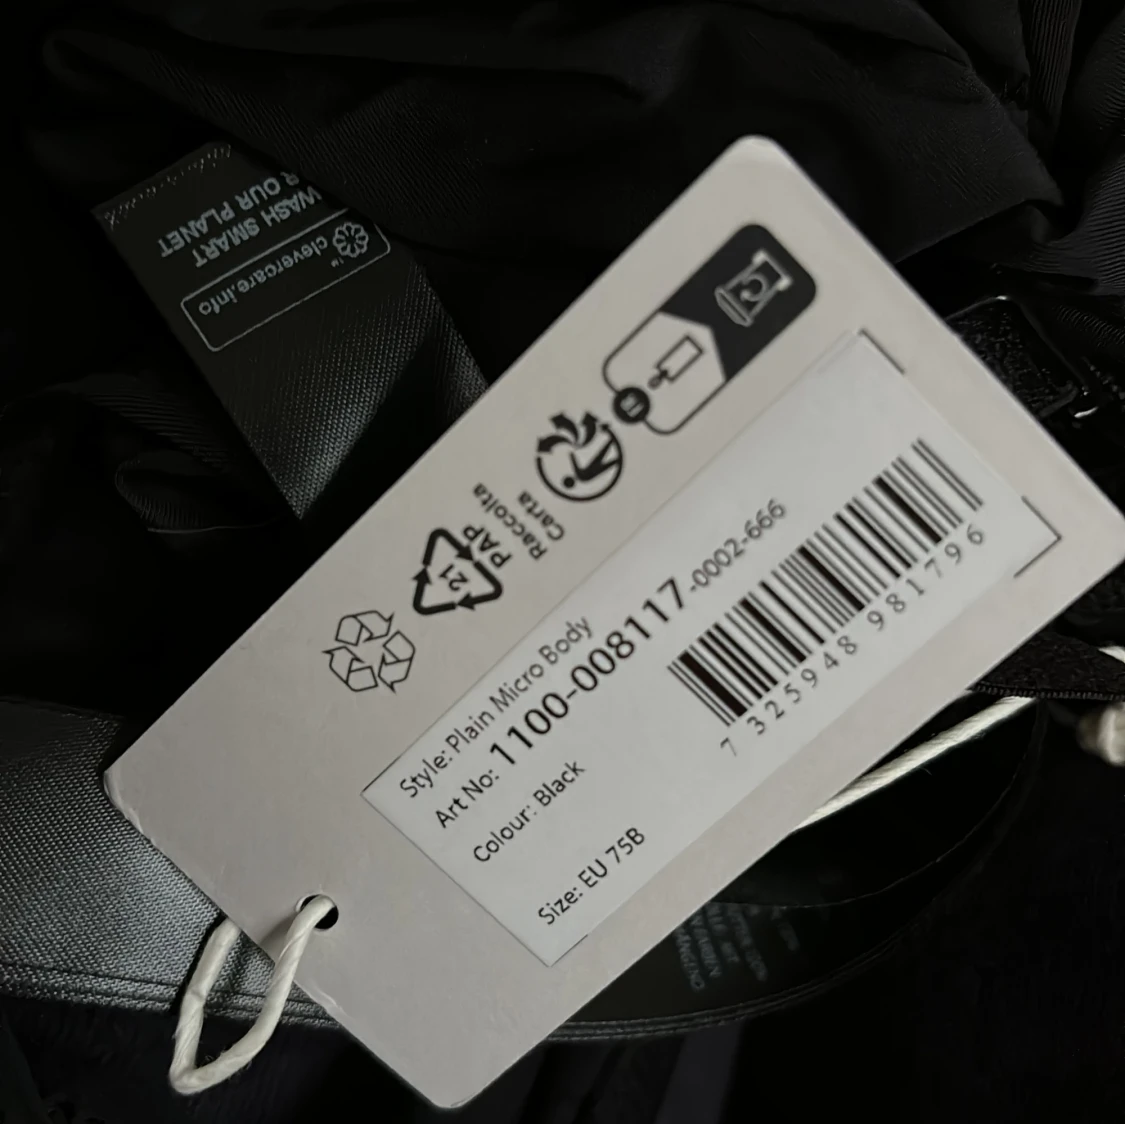 WASH SMART
R OUR PLANET
clevercare.info
TM
21
PAP
Raccolta
Carta
Style: Plain Micro Body
Art No: 1100-008117-0002-666
Colour: Black
Size: EU 75B
7 325948 981796